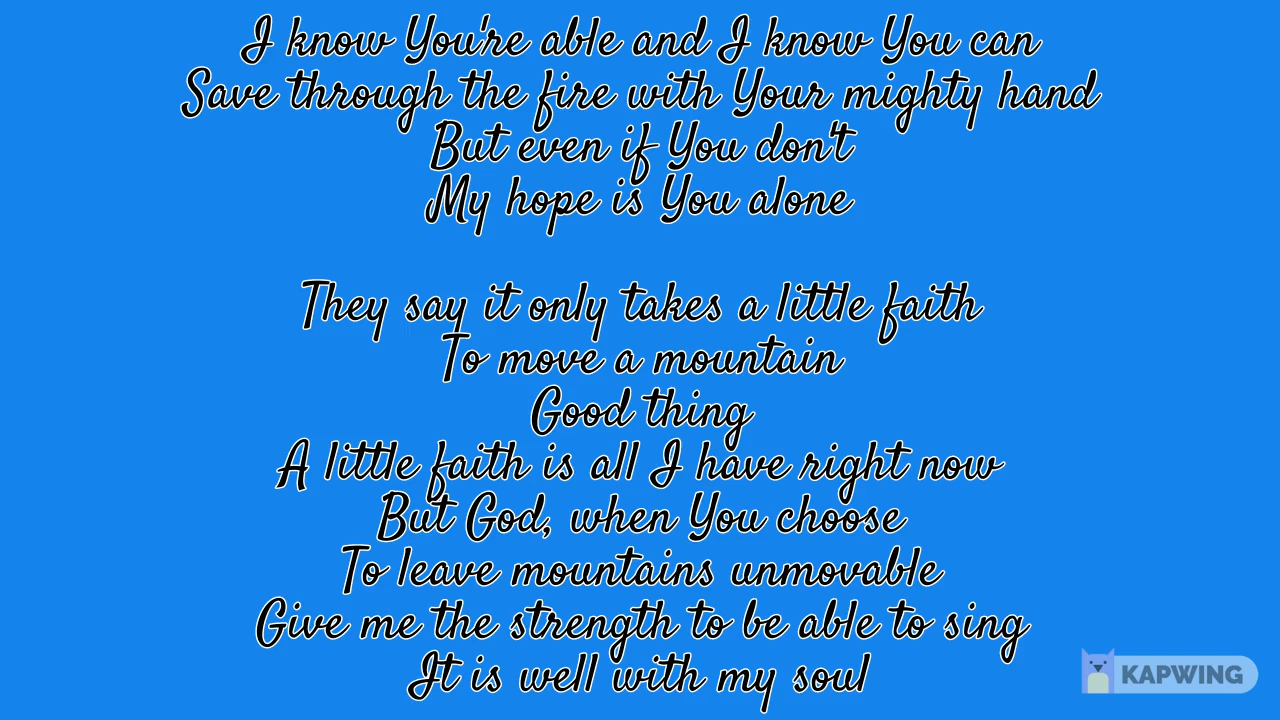 I know You're able and I know You can
Save through the fire with Your mighty hand
But even if You don't
My hope is You alone
They say it only takes a little faith
To move a mountain
Good thing
A little faith is all I have right now
But God, when You choose
To leave mountains unmovable
Give me the strength to be able to sing
It is well with my soul
KAPWING